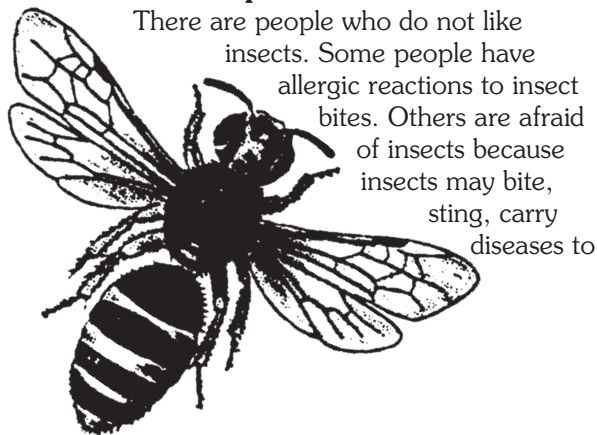 There are people who do not like
insects. Some people have
allergic reactions to insect
bites. Others are afraid
of insects because
insects may bite,
sting, carry
diseases to